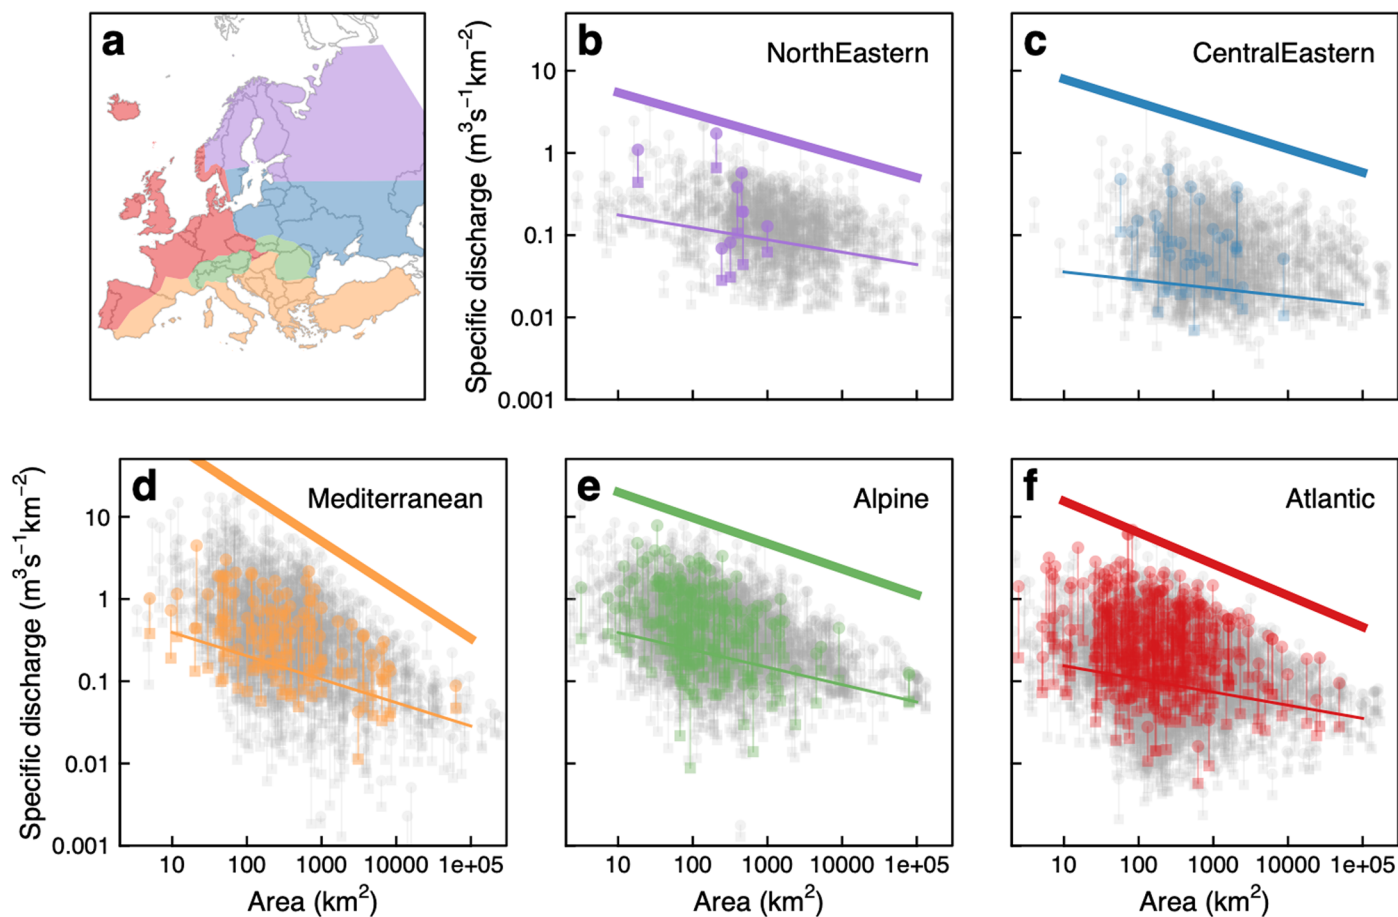 a
b
NorthEastern
c
CentralEastern
Specific discharge (m³s⁻¹km⁻²)
10
1
0.1
0.01
0.001
d
Mediterranean
e
Alpine
f
Atlantic
Specific discharge (m³s⁻¹km⁻²)
10
1
0.1
0.01
0.001
10 100 1000 10000 1e+05
10 100 1000 10000 1e+05
10 100 1000 10000 1e+05
Area (km²)
Area (km²)
Area (km²)